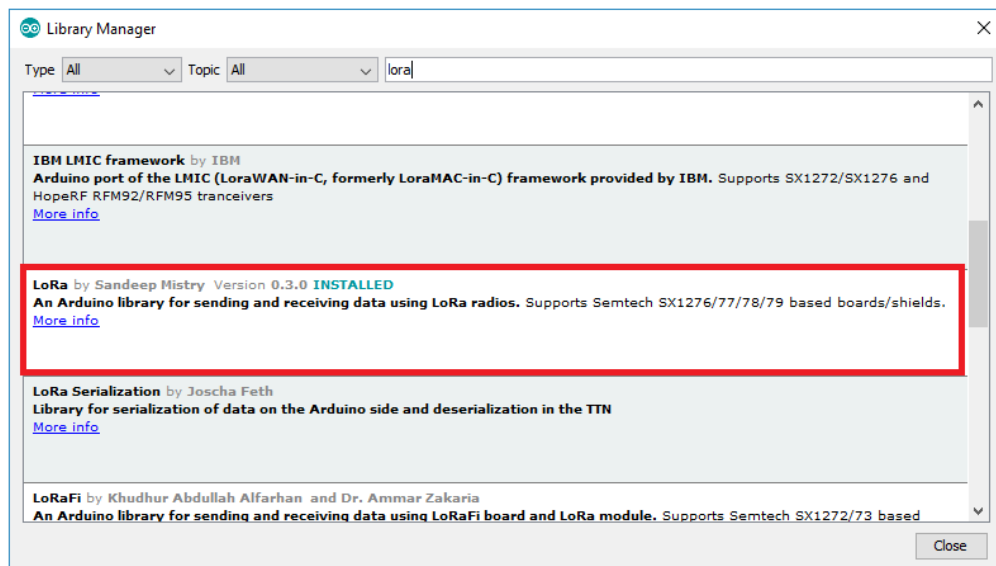 Library Manager
Type All Topic All lora
More info
IBM LMIC framework by IBM
Arduino port of the LMIC (LoraWAN-in-C, formerly LoraMAC-in-C) framework provided by IBM. Supports SX1272/SX1276 and
HopeRF RFM92/RFM95 tranceivers
More info
LoRa by Sandeep Mistry Version 0.3.0 INSTALLED
An Arduino library for sending and receiving data using LoRa radios. Supports Semtech SX1276/77/78/79 based boards/shields.
More info
LoRa Serialization by Joscha Feth
Library for serialization of data on the Arduino side and deserialization in the TTN
More info
LoRaFi by Khudhur Abdullah Alfarhan and Dr. Ammar Zakaria
An Arduino library for sending and receiving data using LoRaFi board and LoRa module. Supports Semtech SX1272/73 based
Close